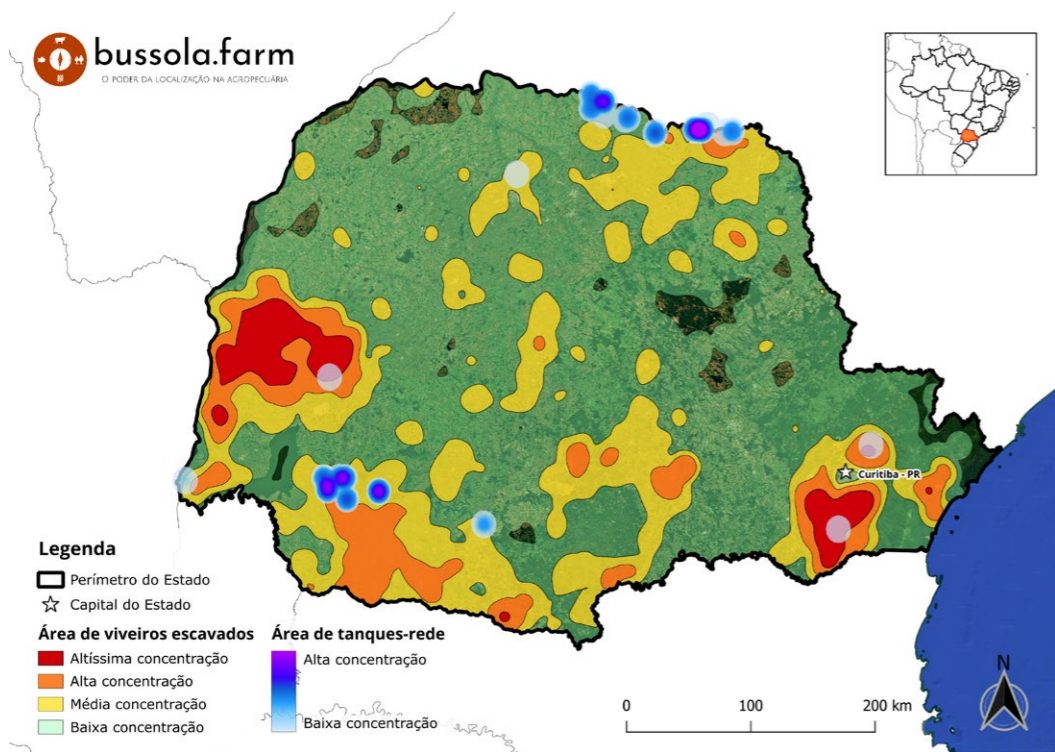 bussola.farm
O PODER DA LOCALIZAÇÃO NA AGROPECUÁRIA
Curitiba - PR
Legenda
Perímetro do Estado
Capital do Estado
Área de viveiros escavados
Altíssima concentração
Alta concentração
Média concentração
Baixa concentração
Área de tanques-rede
Alta concentração
Baixa concentração
0 100 200 km
N